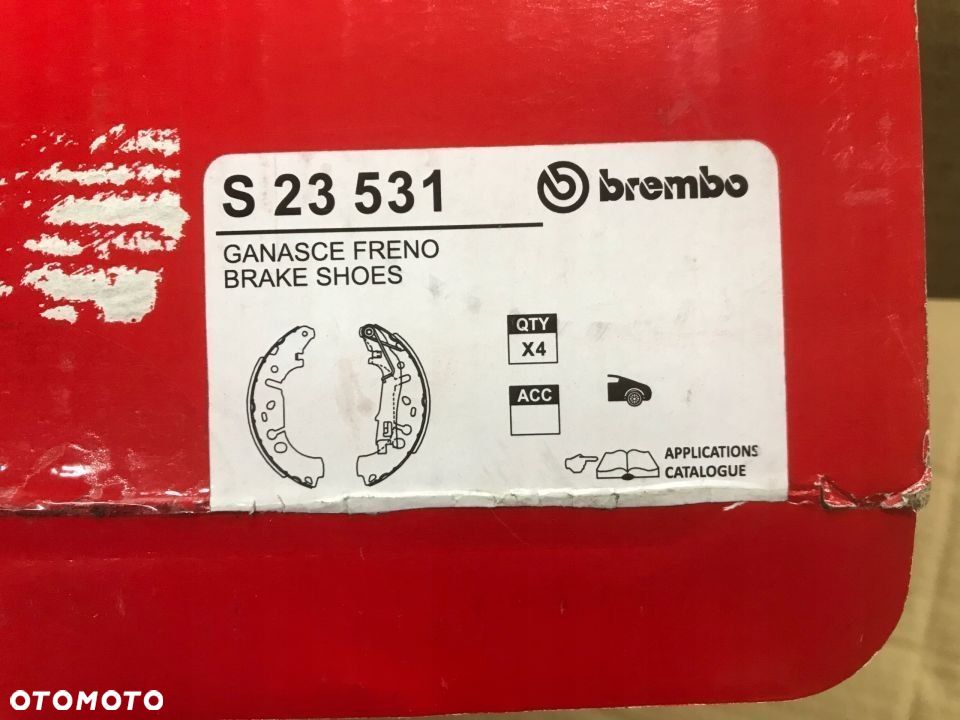 S 23 531
brembo
GANASCE FRENO
BRAKE SHOES
QTY
X4
ACC
APPLICATIONS
CATALOGUE
OTOMOTO